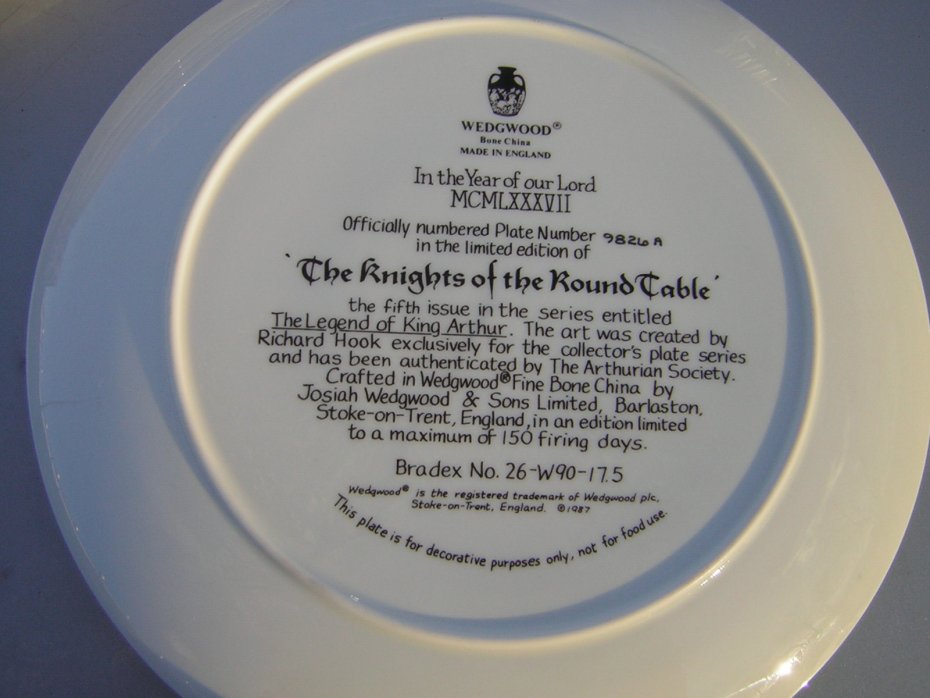 WEDGWOOD®
Bone China
MADE IN ENGLAND
In the Year of our Lord
MCMLXXXVII
Officially numbered Plate Number 9826 A
in the limited edition of
'The Knights of the Round Table'
the fifth issue in the series entitled
The Legend of King Arthur. The art was created by
Richard Hook exclusively for the collector's plate series
and has been authenticated by The Arthurian Society.
Crafted in Wedgwood® Fine Bone China by
Josiah Wedgwood & Sons Limited, Barlaston,
Stoke-on-Trent, England, in an edition limited
to a maximum of 150 firing days.
Bradex No. 26-W90-17.5
Wedgwood® is the registered trademark of Wedgwood plc,
Stoke-on-Trent, England. ©1987
This plate is for decorative purposes only, not for food use.